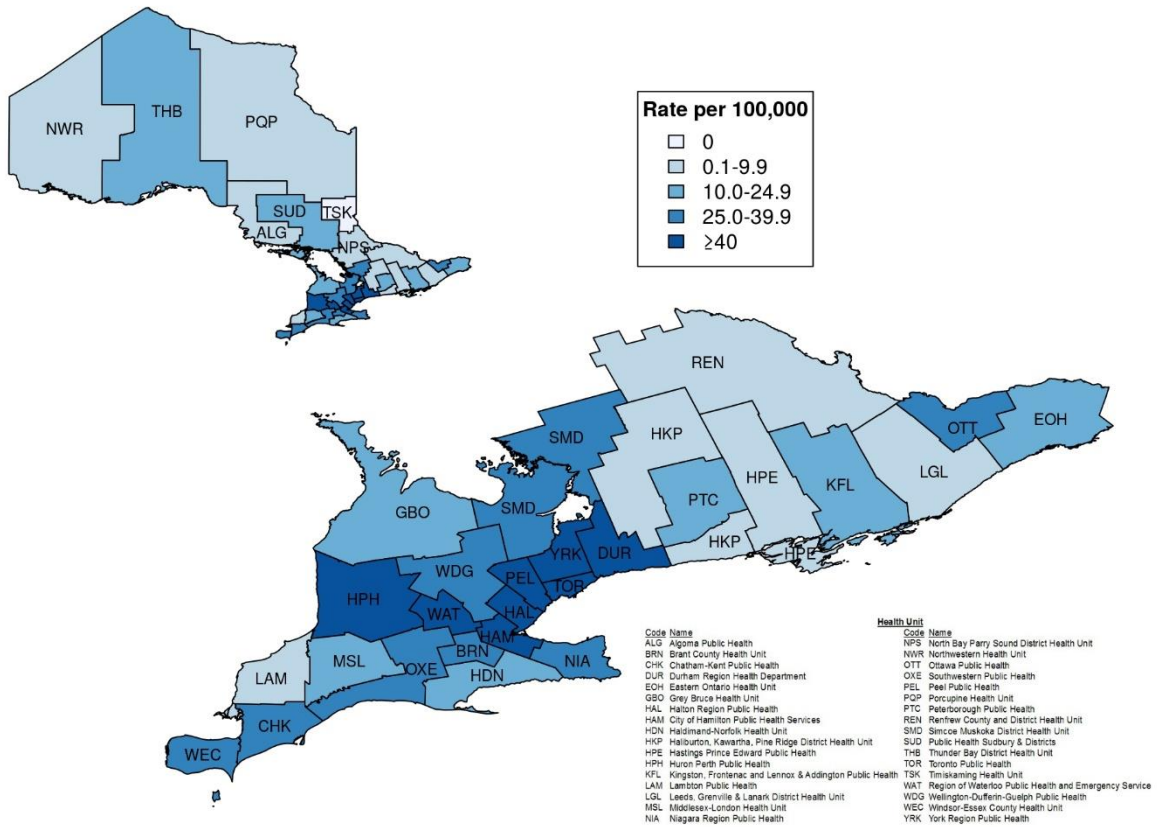 NWR
THB
PQP
SUD
TSK
ALG
NPS
Rate per 100,000
0
0.1-9.9
10.0-24.9
25.0-39.9
≥40
REN
SMD
HKP
OTT
EOH
HPE
LGL
KFL
PTC
GBO
SMD
HKP
HPE
YRK
DUR
WDG
PEL
TOR
HPH
WAT
HAL
HAM
BRN
NIA
OXE
MSL
HDN
LAM
CHK
WEC
Health Unit
Code Name
ALG Algoma Public Health
BRN Brant County Health Unit
CHK Chatham-Kent Public Health
DUR Durham Region Health Department
EOH Eastern Ontario Health Unit
GBO Grey Bruce Health Unit
HAL Halton Region Public Health
HAM City of Hamilton Public Health Services
HDN Haldimand-Norfolk Health Unit
HKP Haliburton, Kawartha, Pine Ridge District Health Unit
HPE Hastings Prince Edward Public Health
HPH Huron Perth Public Health
KFL Kingston, Frontenac and Lennox & Addington Public Health
LAM Lambton Public Health
LGL Leeds, Grenville & Lanark District Health Unit
MSL Middlesex-London Health Unit
NIA Niagara Region Public Health
Code Name
NPS North Bay Parry Sound District Health Unit
NWR Northwestern Health Unit
OTT Ottawa Public Health
OXE Southwestern Public Health
PEL Peel Public Health
PQP Porcupine Health Unit
PTC Peterborough Public Health
REN Renfrew County and District Health Unit
SMD Simcoe Muskoka District Health Unit
SUD Public Health Sudbury & Districts
THB Thunder Bay District Health Unit
TOR Toronto Public Health
TSK Timiskaming Health Unit
WAT Region of Waterloo Public Health and Emergency Service
WDG Wellington-Dufferin-Guelph Public Health
WEC Windsor-Essex County Health Unit
YRK York Region Public Health